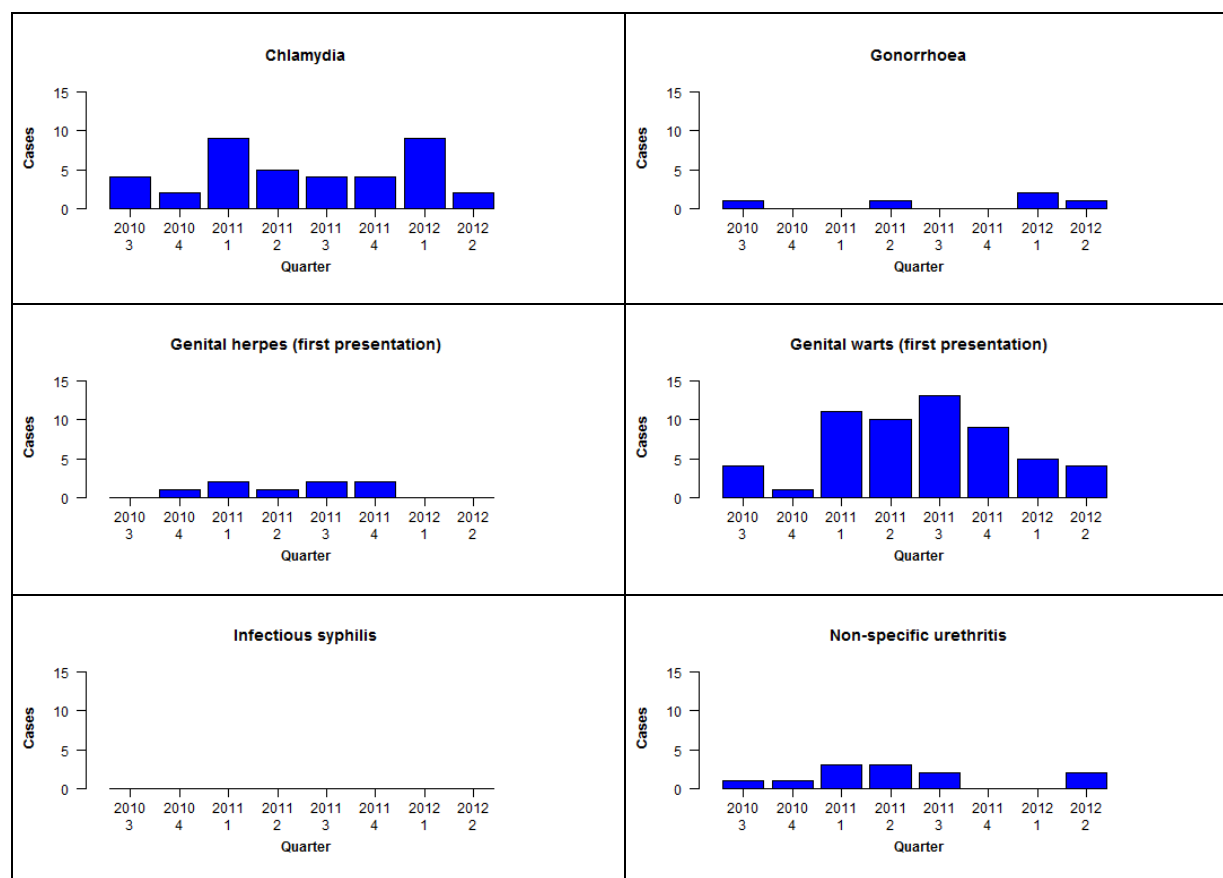 Chlamydia
15
10
5
0
Cases
2010 2010 2011 2011 2011 2011 2012 2012
3 4 1 2 3 4 1 2
Quarter
Gonorrhoea
15
10
5
0
Cases
2010 2010 2011 2011 2011 2011 2012 2012
3 4 1 2 3 4 1 2
Quarter
Genital herpes (first presentation)
15
10
5
0
Cases
2010 2010 2011 2011 2011 2011 2012 2012
3 4 1 2 3 4 1 2
Quarter
Genital warts (first presentation)
15
10
5
0
Cases
2010 2010 2011 2011 2011 2011 2012 2012
3 4 1 2 3 4 1 2
Quarter
Infectious syphilis
15
10
5
0
Cases
2010 2010 2011 2011 2011 2011 2012 2012
3 4 1 2 3 4 1 2
Quarter
Non-specific urethritis
15
10
5
0
Cases
2010 2010 2011 2011 2011 2011 2012 2012
3 4 1 2 3 4 1 2
Quarter